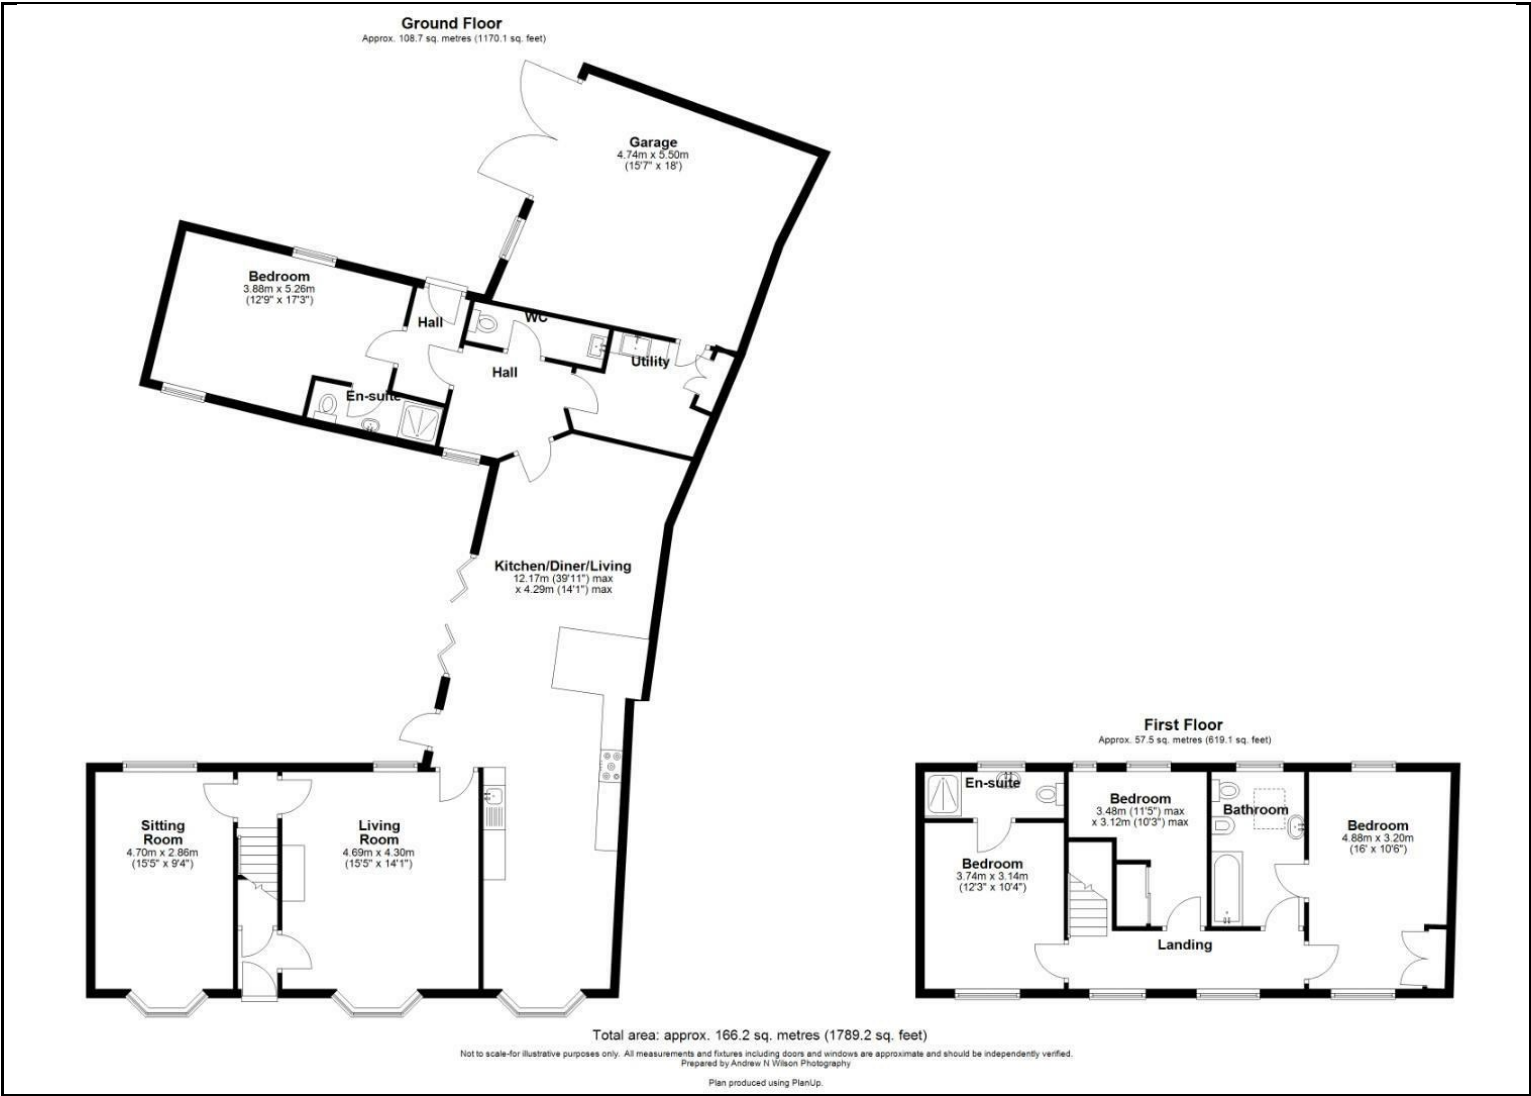 Ground Floor
Approx. 108.7 sq. metres (1170.1 sq. feet)
Garage
4.74m x 5.50m
(15'7" x 18')
Bedroom
3.88m x 5.26m
(12'9" x 17'3")
Hall
WC
Hall
Utility
En-suite
Kitchen/Diner/Living
12.17m (39'11") max
x 4.29m (14'1") max
Sitting
Room
4.70m x 2.86m
(15'5" x 9'4")
Living
Room
4.69m x 4.30m
(15'5" x 14'1")
First Floor
Approx. 57.5 sq. metres (619.1 sq. feet)
En-suite
Bedroom
3.48m (11'5") max
x 3.12m (10'3") max
Bathroom
Bedroom
4.88m x 3.20m
(16' x 10'6")
Bedroom
3.74m x 3.14m
(12'3" x 10'4")
Landing
Total area: approx. 166.2 sq. metres (1789.2 sq. feet)
Not to scale-for illustrative purposes only. All measurements and fixtures including doors and windows are approximate and should be independently verified.
Prepared by Andrew N Wilson Photography
Plan produced using PlanUp.